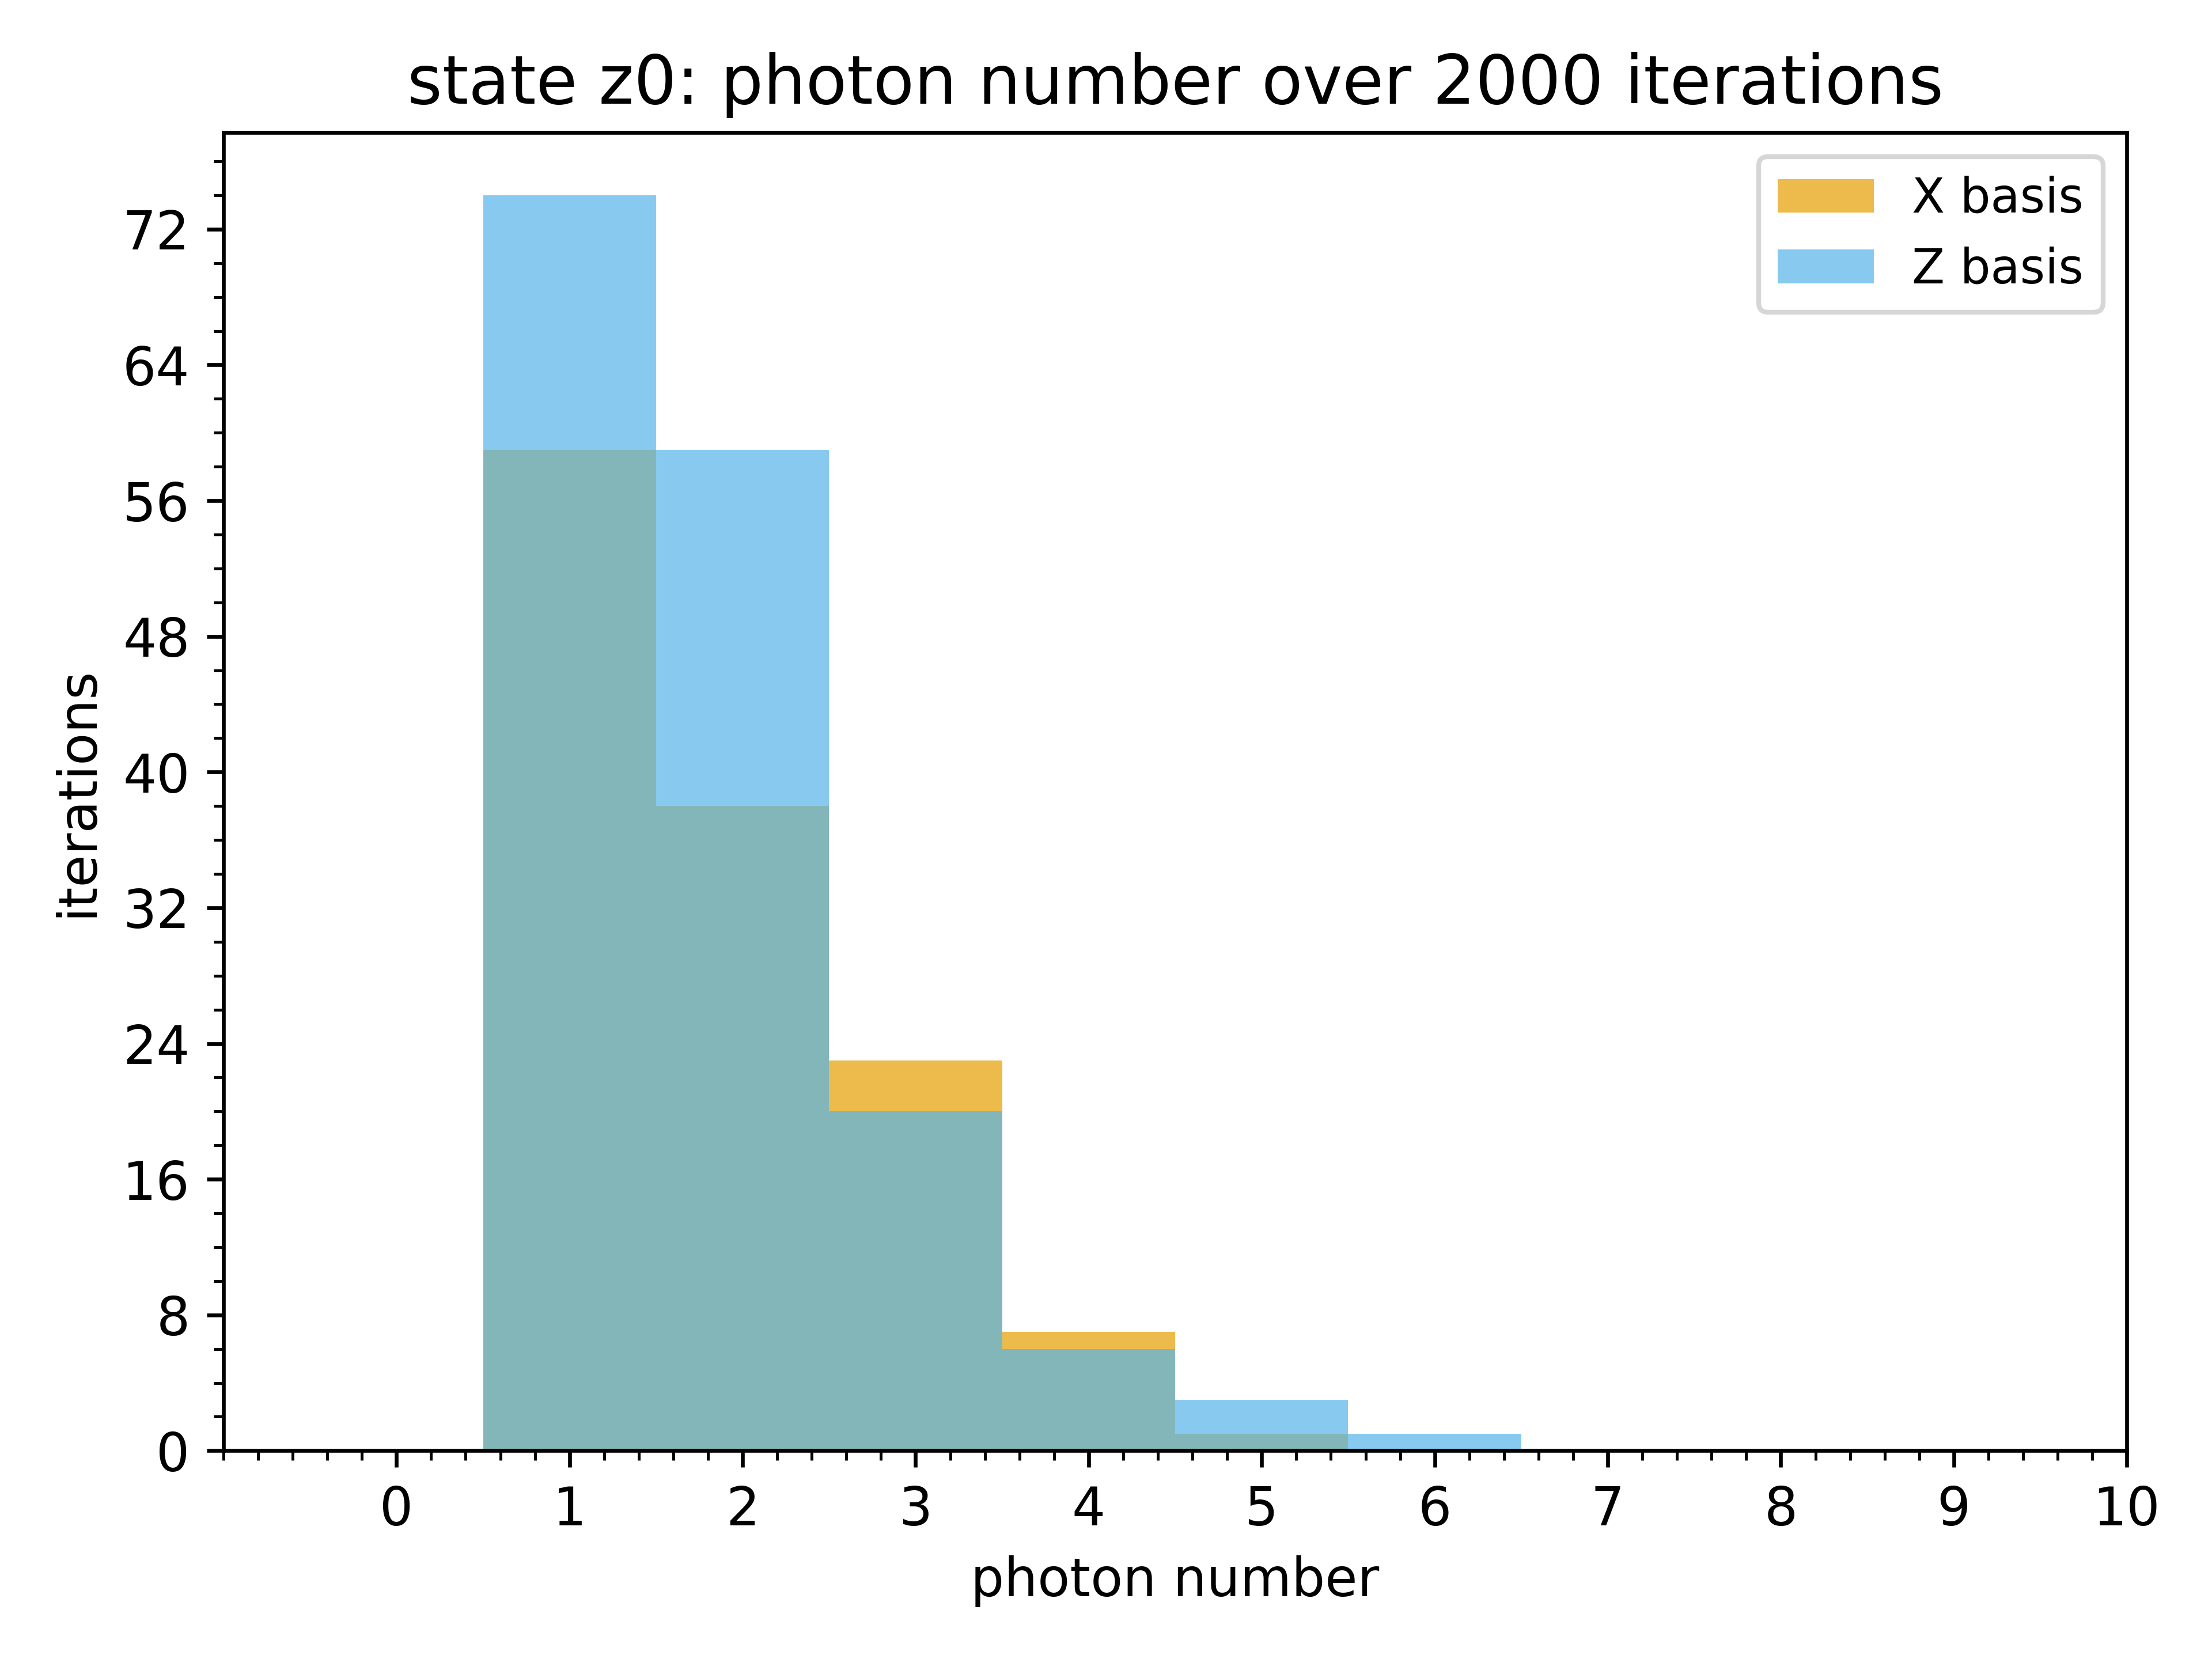 state z0: photon number over 2000 iterations
X basis
Z basis
72
64
56
48
40
32
24
16
8
0
iterations
0 1 2 3 4 5 6 7 8 9 10
photon number